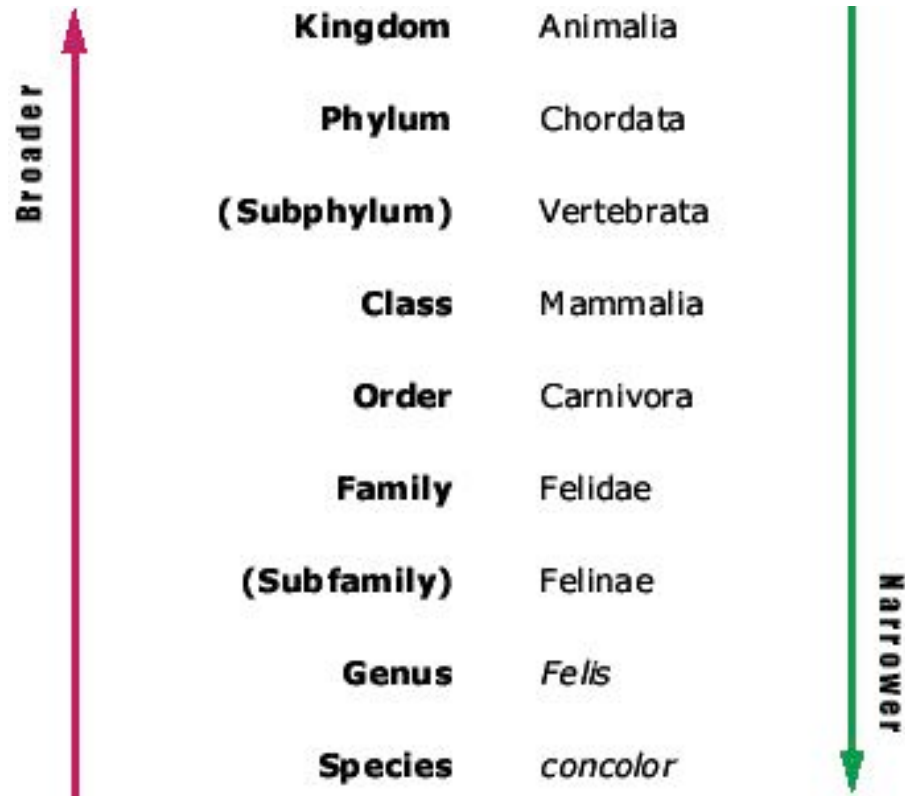 Broader
Kingdom Animalia
Phylum Chordata
(Subphylum) Vertebrata
Class Mammalia
Order Carnivora
Family Felidae
(Subfamily) Felinae
Genus Felis
Species concolor
Narrower